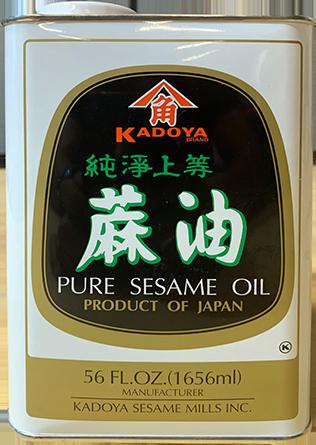 角
KADOYA
BRAND
純淨上等
蔴油
PURE SESAME OIL
PRODUCT OF JAPAN
K
56 FL.OZ.(1656ml)
MANUFACTURER
KADOYA SESAME MILLS INC.